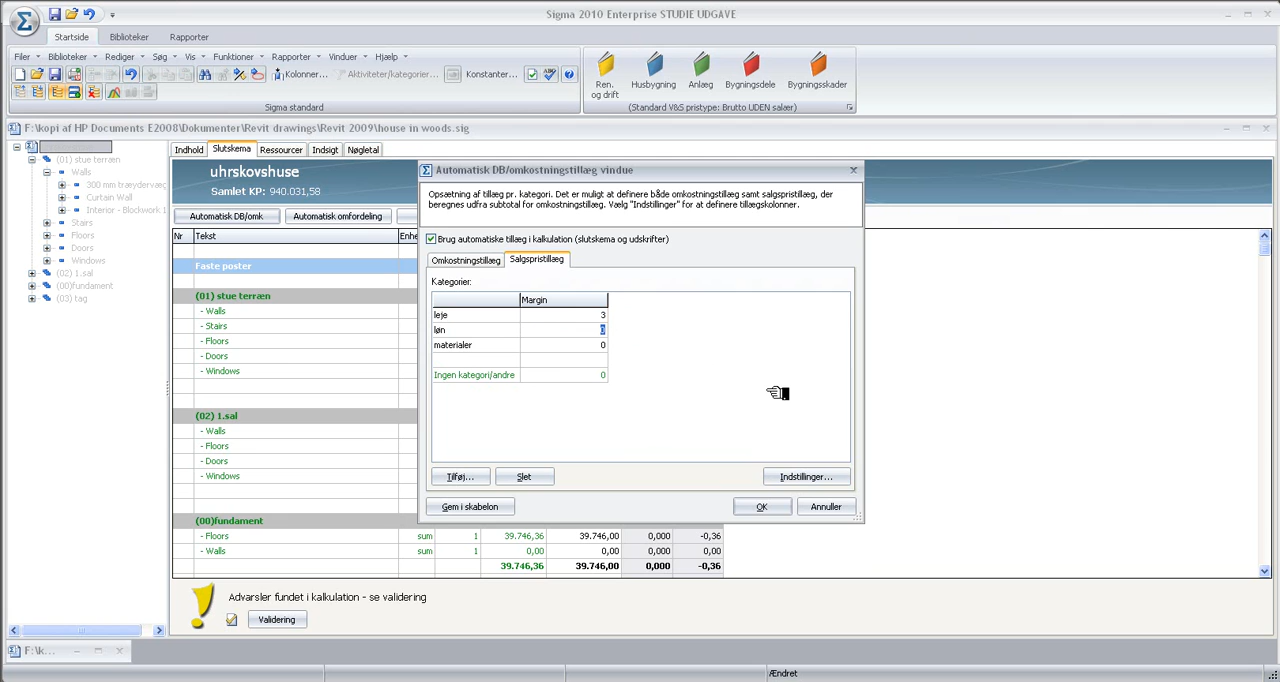 Sigma 2010 Enterprise STUDIE UDGAVE
Startside Biblioteker Rapporter
Filer Biblioteker Rediger Søg Vis Funktioner Rapporter Vinduer Hjælp
Kolonner... Aktiviteter/kategorier... Konstanter...
Sigma standard
Ren. og drift Husbygning Anlæg Bygningsdele Bygningsskader
(Standard V&S pristype: Brutto UDEN salær)
F:\kopi af HP Documents E2008\Dokumenter\Revit drawings\Revit 2009\house in woods.sig
(01) stue terræn
Walls
300 mm træydervæg
Curtain Wall
Interior - Blockwork 1
Stairs
Floors
Doors
Windows
(02) 1.sal
(00)fundament
(03) tag
Indhold Slutskema Ressourcer Indsigt Nøgletal
uhrskovshuse
Samlet KP: 940.031,58
Automatisk DB/omk Automatisk omfordeling
Nr Tekst Enhe
Faste poster
(01) stue terræn
- Walls
- Stairs
- Floors
- Doors
- Windows
(02) 1.sal
- Walls
- Floors
- Doors
- Windows
(00)fundament
- Floors sum 1 39.746,36 39.746,00 0,000 -0,36
- Walls sum 1 0,00 0,00 0,000 0,00
39.746,36 39.746,00 0,000 -0,36
Automatisk DB/omkostningstillæg vindue
Opsætning af tillæg pr. kategori. Det er muligt at definere både omkostningstillæg samt salgspristillæg, der
beregnes udfra subtotal for omkostningstillæg. Vælg "Indstillinger" for at definere tillægskolonner.
Brug automatiske tillæg i kalkulation (slutskema og udskrifter)
Omkostningstillæg Salgspristillæg
Kategorier:
Margin
leje 3
løn 0
materialer 0
Ingen kategori/andre 0
Tilføj... Slet Indstillinger...
Gem i skabelon OK Annuller
Advarsler fundet i kalkulation - se validering
Validering
F:\k...
Ændret